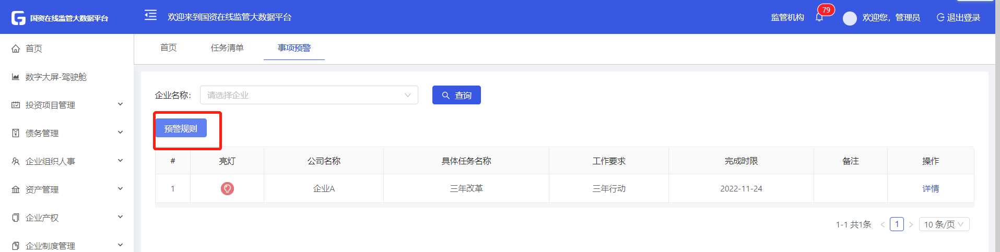 国资在线监管大数据平台
欢迎来到国资在线监管大数据平台
监管机构
79
欢迎您，管理员
退出登录
首页
数字大屏-驾驶舱
投资项目管理
债务管理
企业组织人事
资产管理
企业产权
企业制度管理
首页 任务清单 事项预警
企业名称： 请选择企业 查询
预警规则
# 亮灯 公司名称 具体任务名称 工作要求 完成时限 备注 操作
1 企业A 三年改革 三年行动 2022-11-24 详情
1-1 共1条 < 1 > 10 条/页